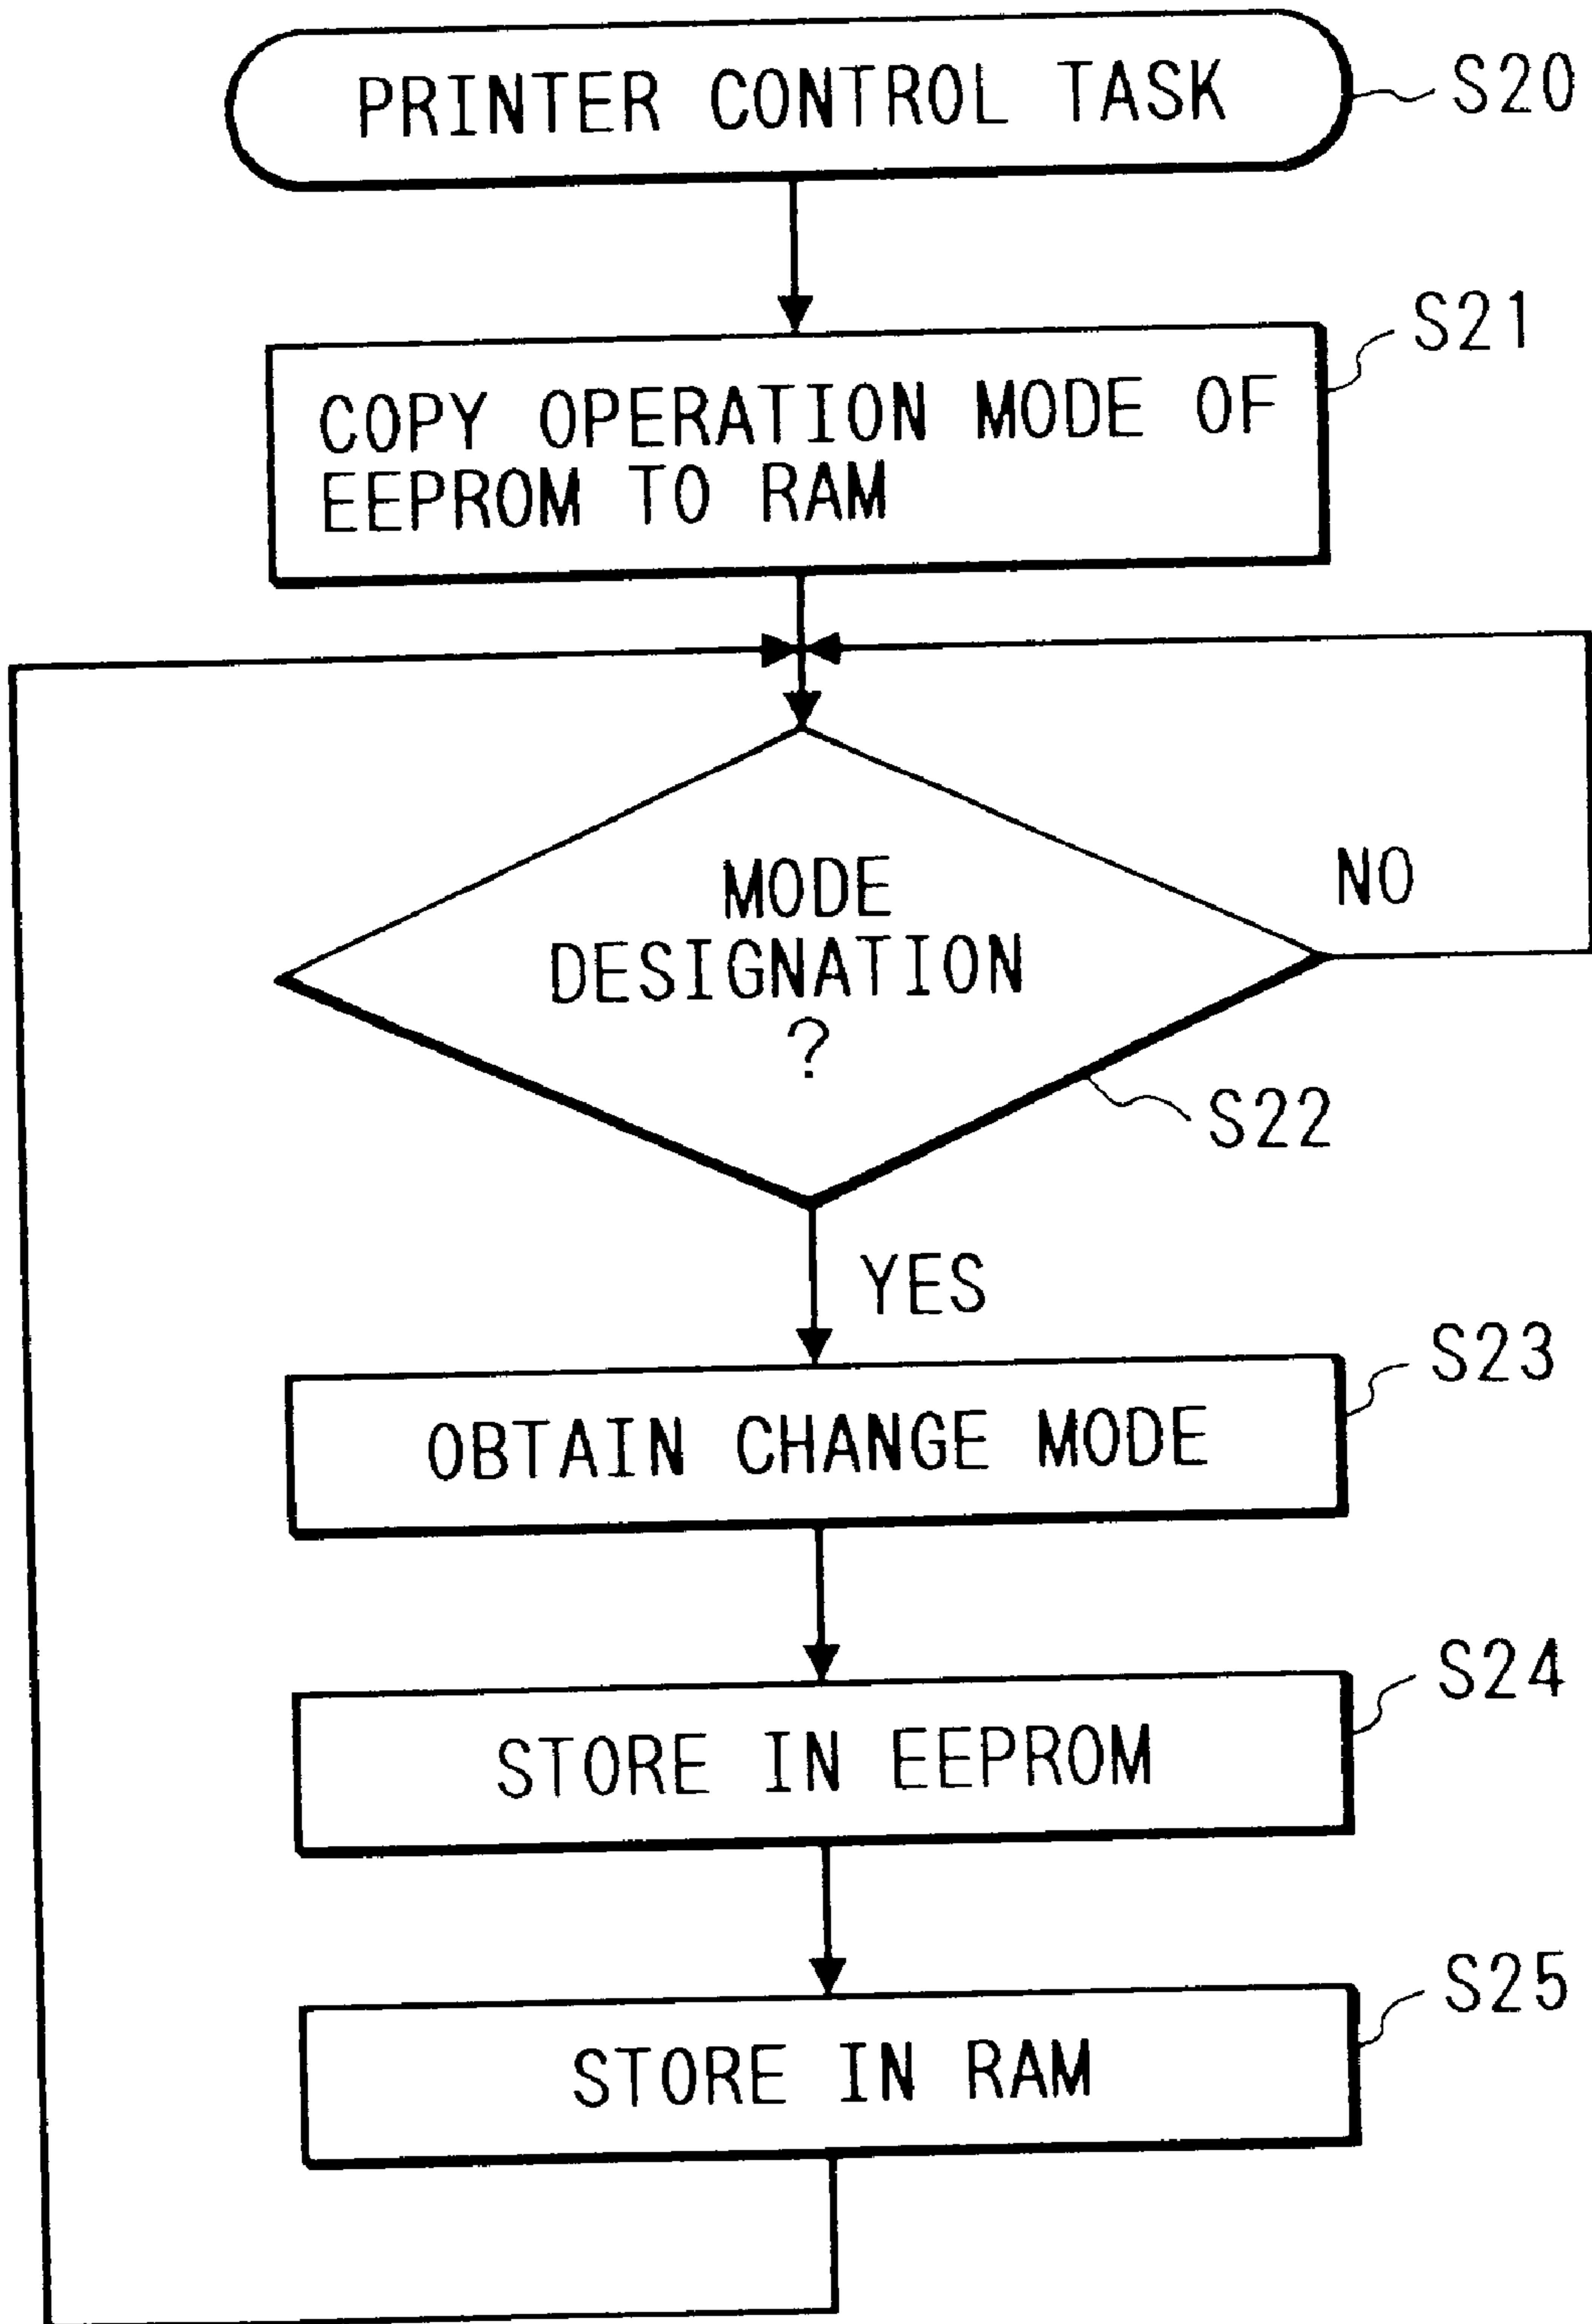 PRINTER CONTROL TASK
S20
S21
COPY OPERATION MODE OF
EEPROM TO RAM
MODE
DESIGNATION
?
NO
S22
YES
S23
OBTAIN CHANGE MODE
S24
STORE IN EEPROM
S25
STORE IN RAM